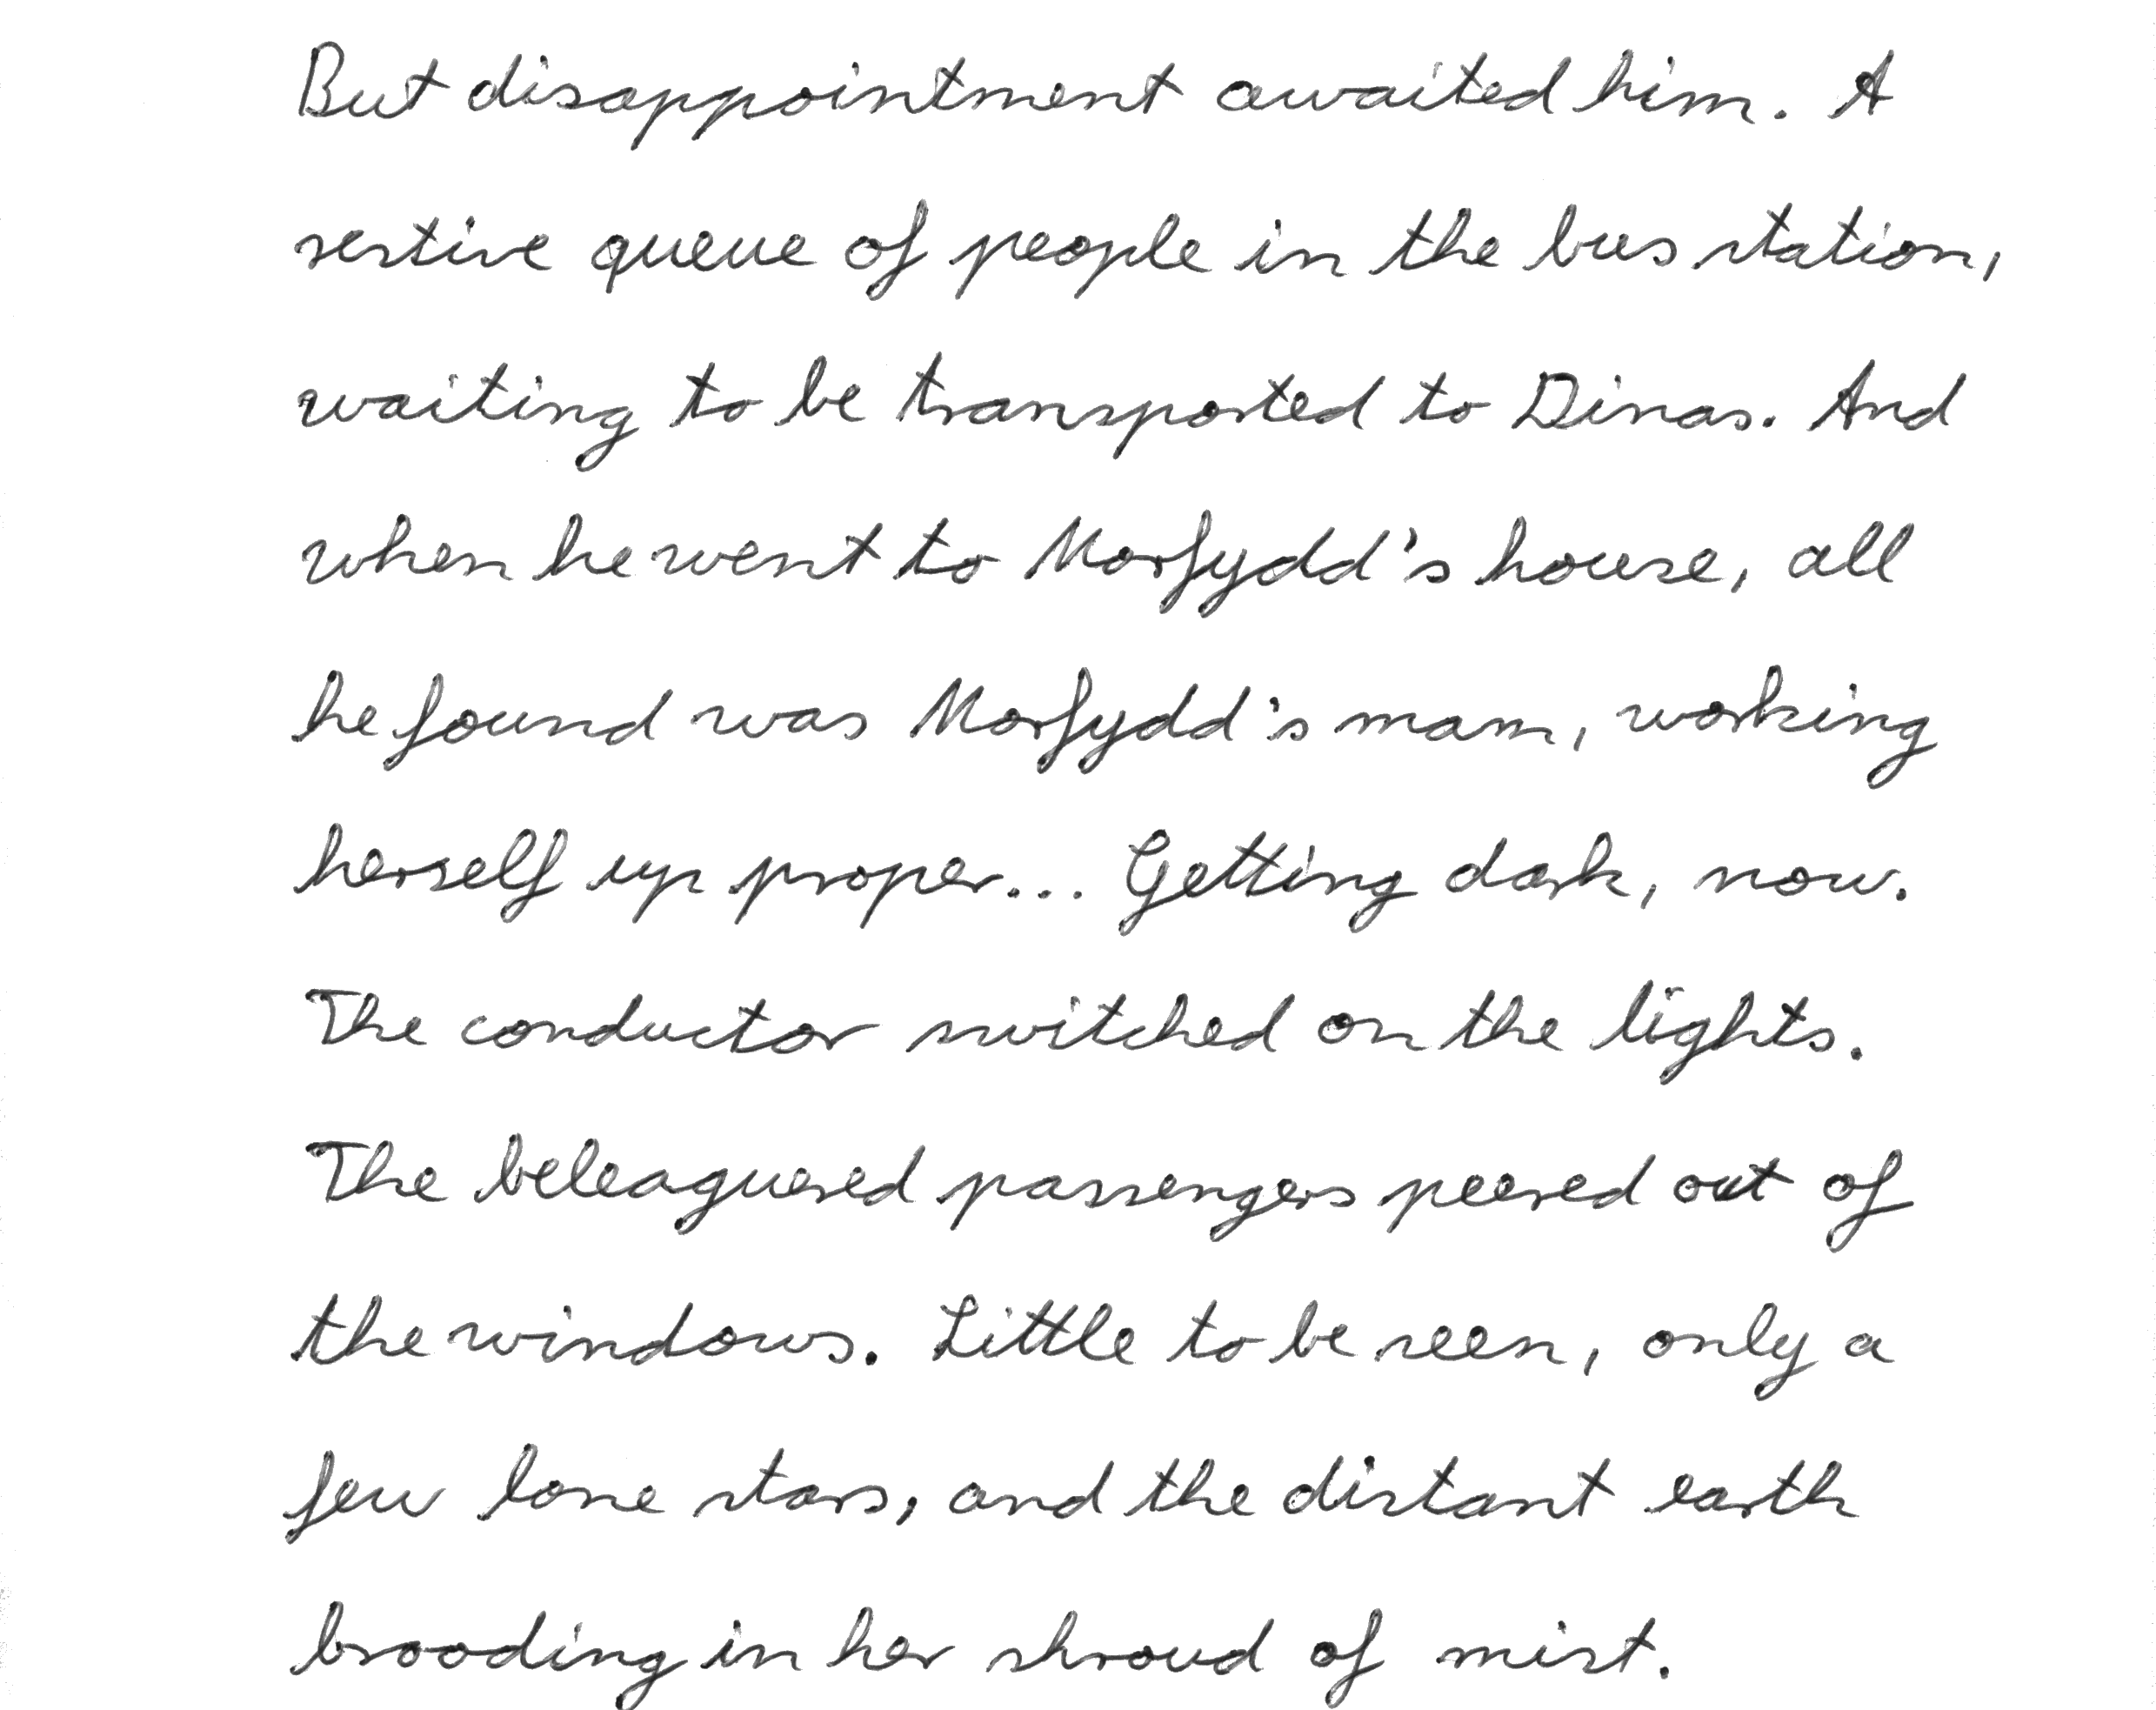 But disappointment awaited him. A
restive queue of people in the bus station,
waiting to be transported to Dinas. And
when he went to Morfydd's house, all
he found was Morfydd's mam, working
herself up proper... Getting dark, now.
The conductor switched on the lights.
The beleaguered passengers peered out of
the windows. Little to be seen, only a
few lone stars, and the distant earth
brooding in her shroud of mist.